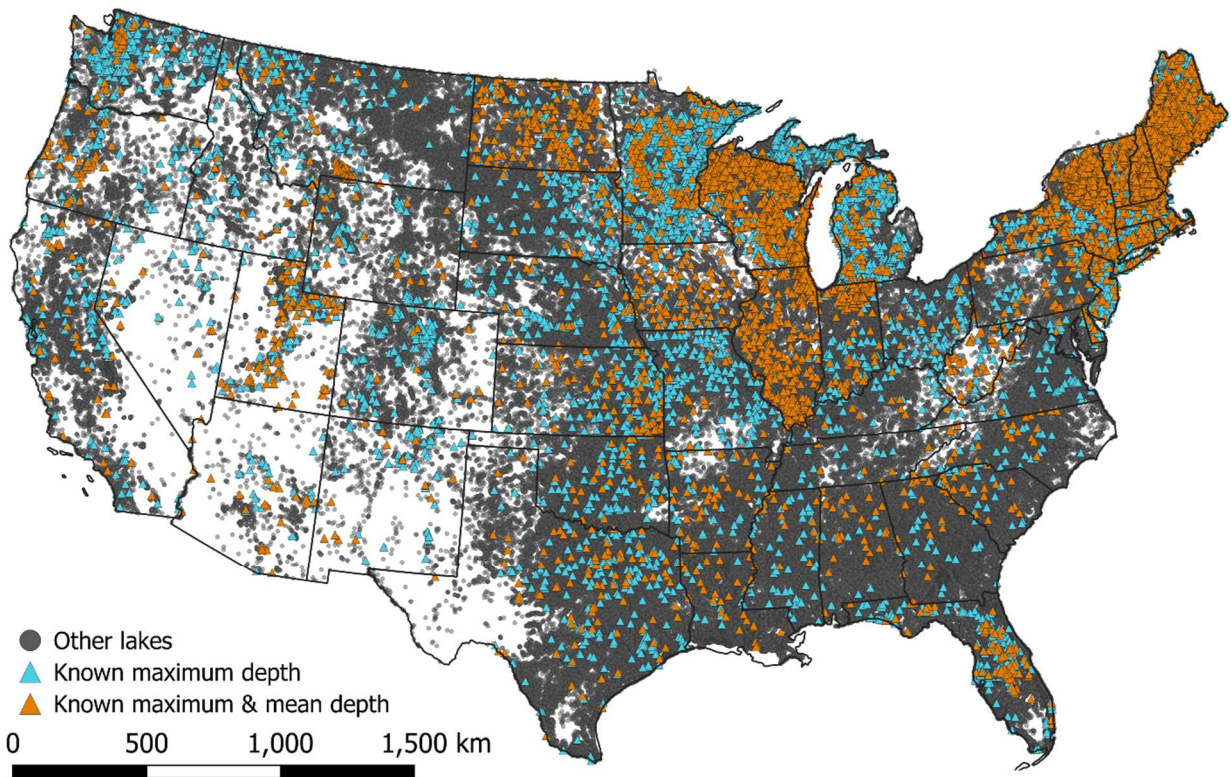 Other lakes
Known maximum depth
Known maximum & mean depth
0 500 1,000 1,500 km